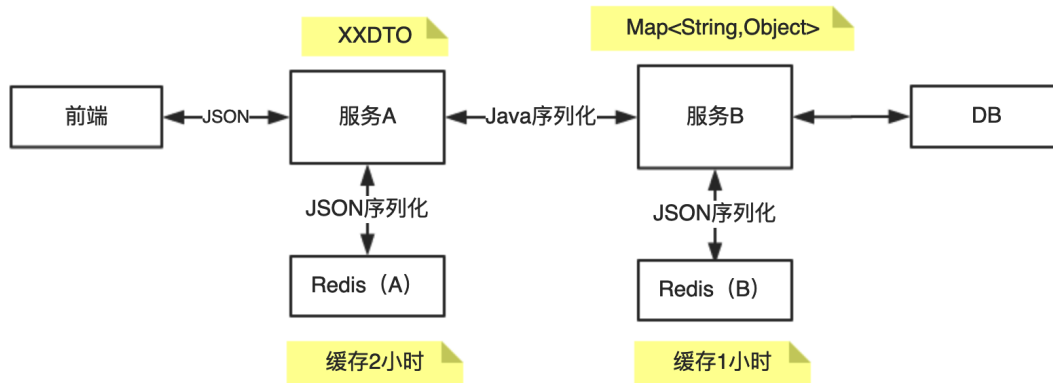 XXDTO
Map<String,Object>
前端
JSON
服务A
Java序列化
服务B
DB
JSON序列化
JSON序列化
Redis（A）
Redis（B）
缓存2小时
缓存1小时